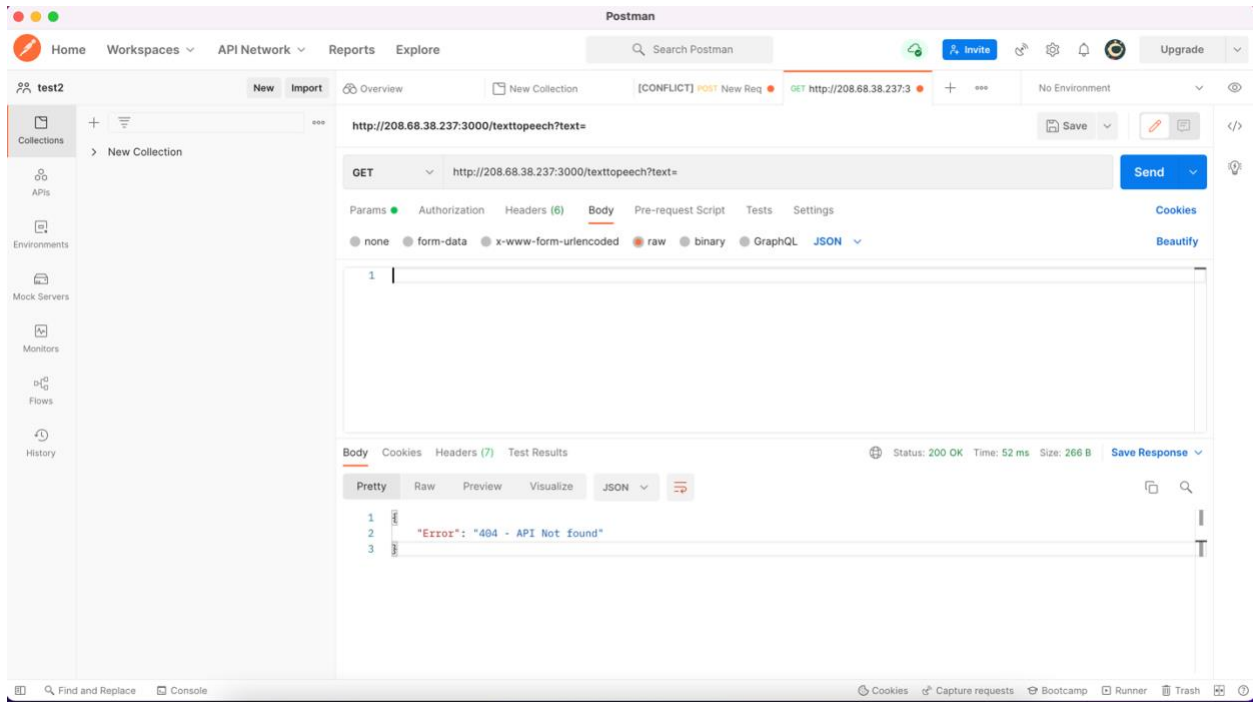 Postman
Home Workspaces API Network Reports Explore Search Postman Invite Upgrade
test2 New Import Overview New Collection [CONFLICT] POST New Req GET http://208.68.38.237:3 No Environment
Collections
APIs
Environments
Mock Servers
Monitors
Flows
History
New Collection
http://208.68.38.237:3000/texttopeech?text= Save
GET http://208.68.38.237:3000/texttopeech?text= Send
Params Authorization Headers (6) Body Pre-request Script Tests Settings Cookies
none form-data x-www-form-urlencoded raw binary GraphQL JSON Beautify
1
Body Cookies Headers (7) Test Results Status: 200 OK Time: 52 ms Size: 266 B Save Response
Pretty Raw Preview Visualize JSON
1 {
2 "Error": "404 - API Not found"
3 }
Find and Replace Console Cookies Capture requests Bootcamp Runner Trash